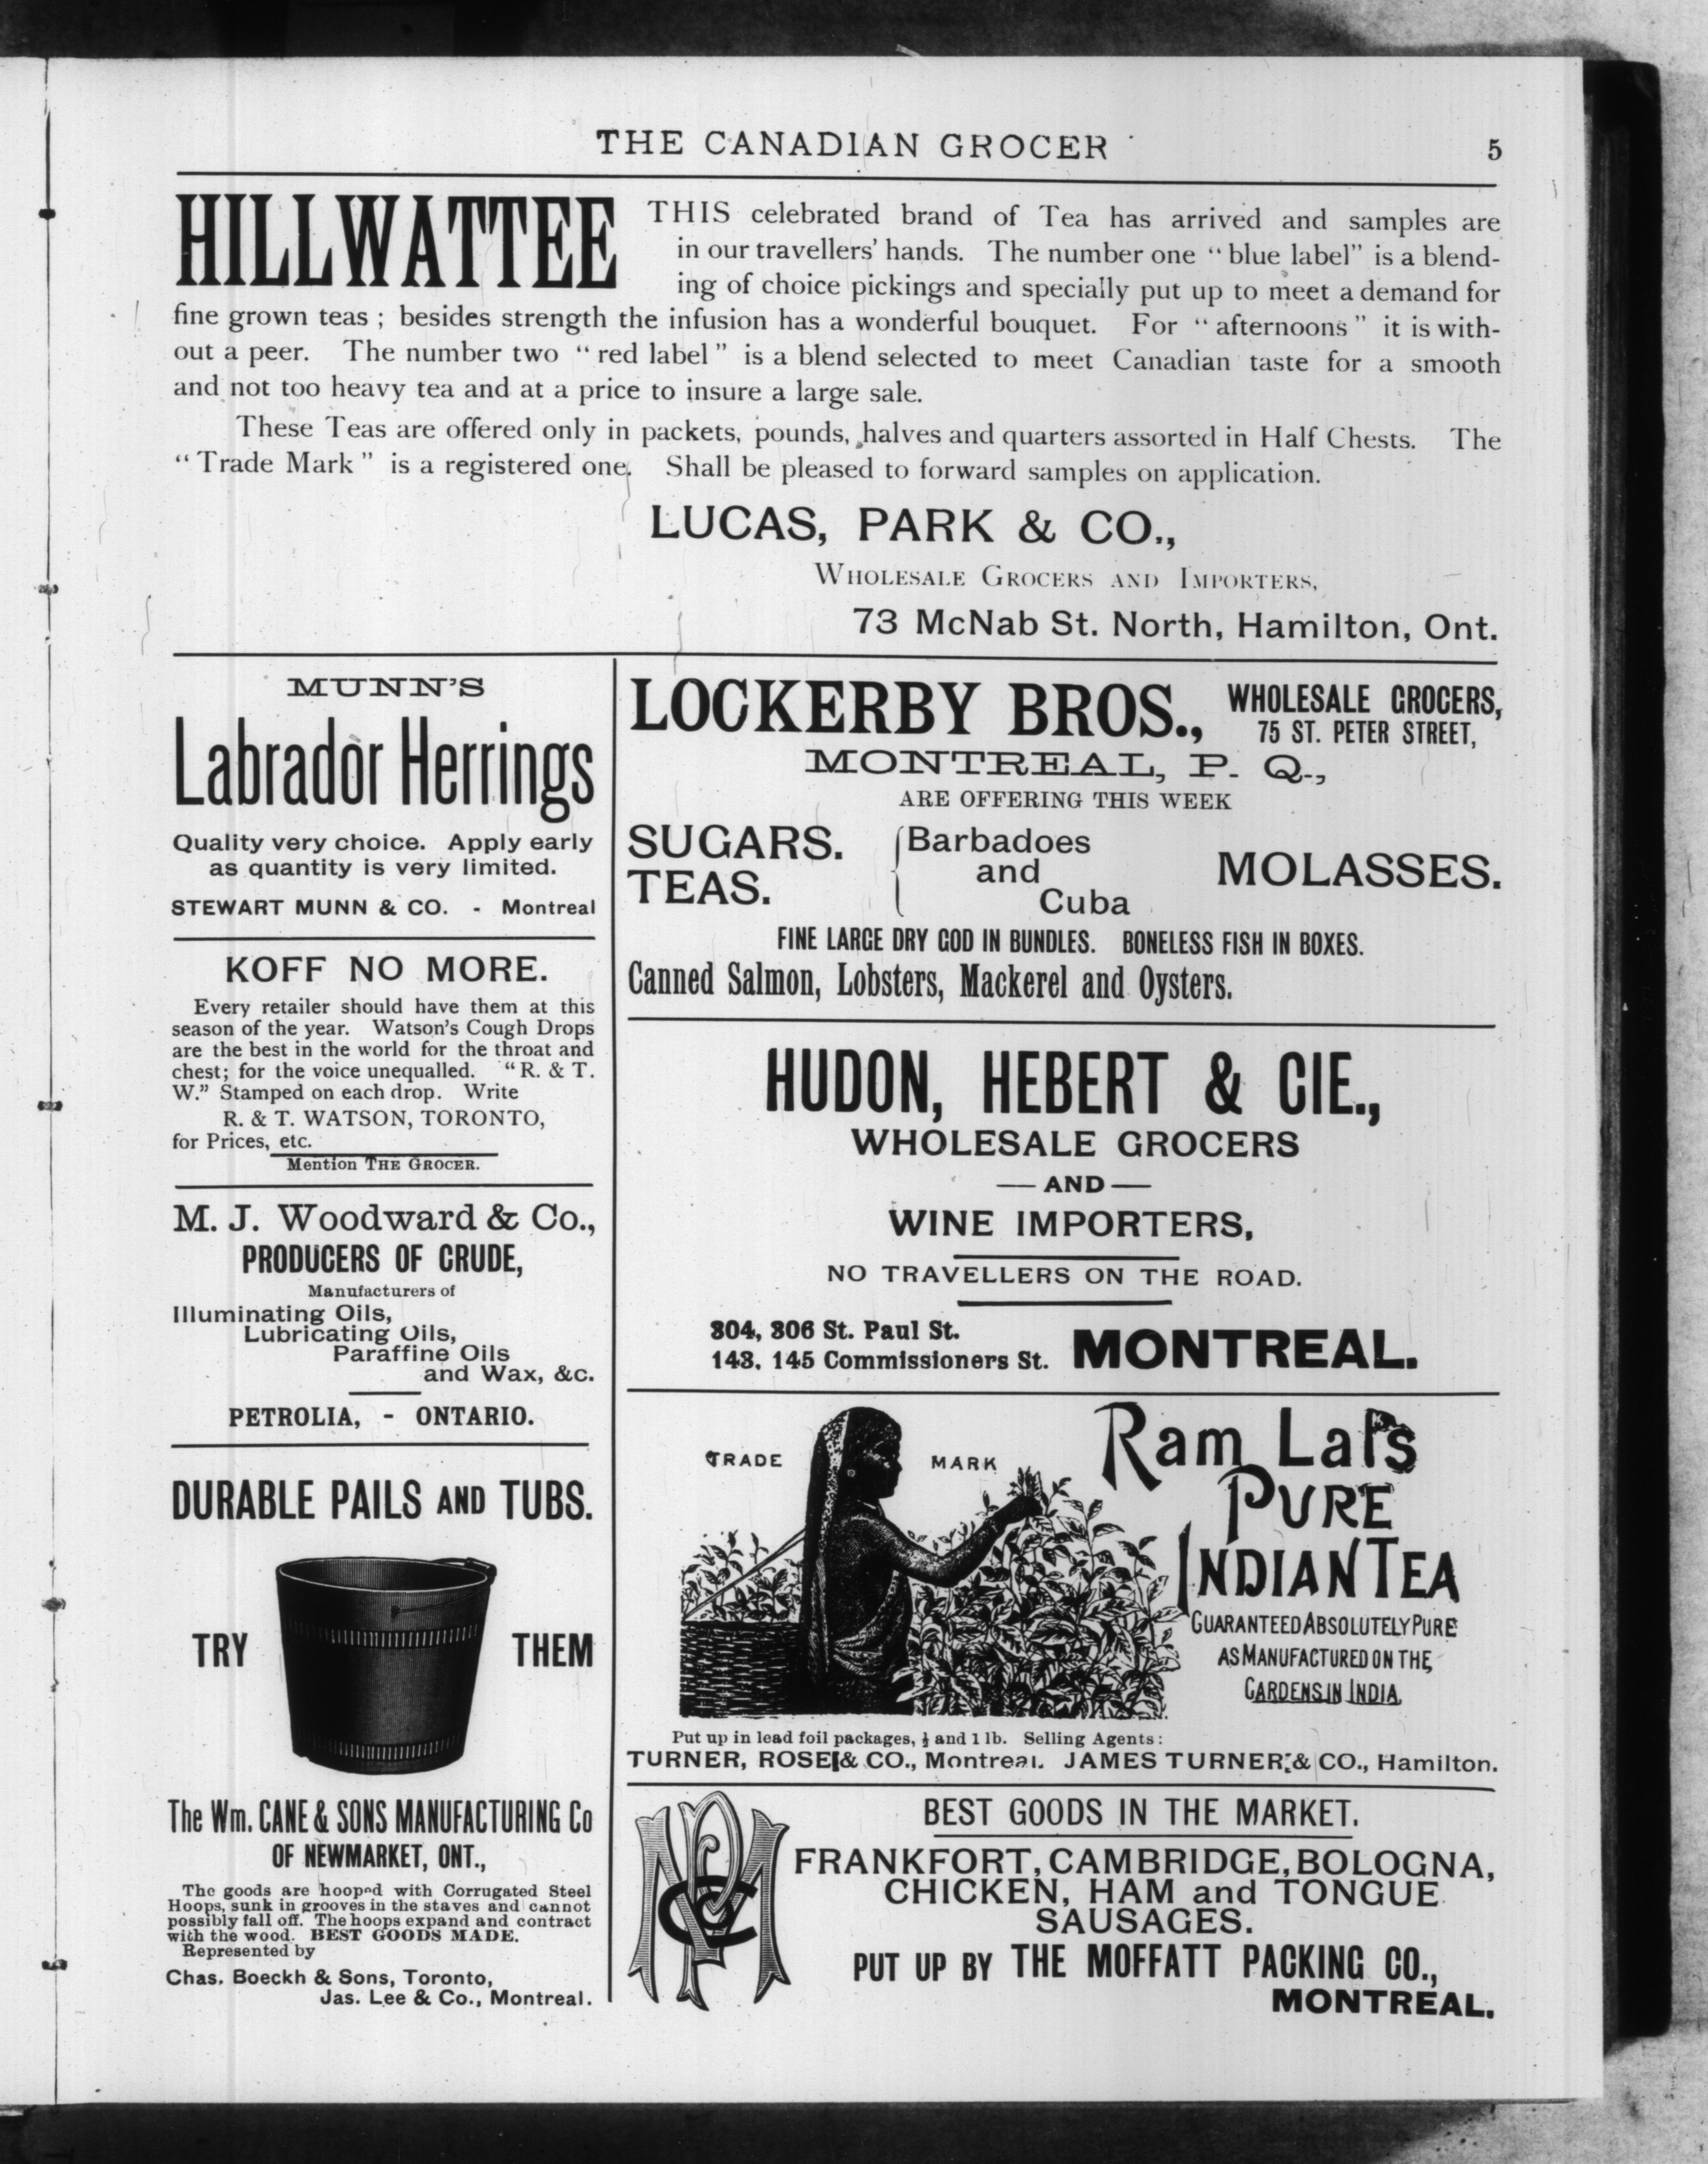 THE CANADIAN GROCER
5
HILLWATTEE
THIS celebrated brand of Tea has arrived and samples are
in our travellers' hands. The number one "blue label" is a blend-
ing of choice pickings and specially put up to meet a demand for
fine grown teas; besides strength the infusion has a wonderful bouquet. For "afternoons" it is with-
out a peer. The number two "red label" is a blend selected to meet Canadian taste for a smooth
and not too heavy tea and at a price to insure a large sale.
These Teas are offered only in packets, pounds, halves and quarters assorted in Half Chests. The
"Trade Mark" is a registered one. Shall be pleased to forward samples on application.
LUCAS, PARK & CO.,
WHOLESALE GROCERS AND IMPORTERS,
73 McNab St. North, Hamilton, Ont.
MUNN'S
Labrador Herrings
Quality very choice. Apply early
as quantity is very limited.
STEWART MUNN & CO. - Montreal
KOFF NO MORE.
Every retailer should have them at this
season of the year. Watson's Cough Drops
are the best in the world for the throat and
chest; for the voice unequalled. "R. & T.
W." Stamped on each drop. Write
R. & T. WATSON, TORONTO,
for Prices, etc.
Mention THE GROCER.
M. J. Woodward & Co.,
PRODUCERS OF CRUDE,
Manufacturers of
Illuminating Oils,
Lubricating Oils,
Paraffine Oils
and Wax, &c.
PETROLIA, - ONTARIO.
DURABLE PAILS AND TUBS.
TRY THEM
The Wm. CANE & SONS MANUFACTURING Co
OF NEWMARKET, ONT.,
The goods are hooped with Corrugated Steel
Hoops, sunk in grooves in the staves and cannot
possibly fall off. The hoops expand and contract
with the wood. BEST GOODS MADE.
Represented by
Chas. Boeckh & Sons, Toronto,
Jas. Lee & Co., Montreal.
LOCKERBY BROS., WHOLESALE GROCERS,
75 ST. PETER STREET,
MONTREAL, P. Q.,
ARE OFFERING THIS WEEK
SUGARS. Barbadoes
TEAS. and MOLASSES.
Cuba
FINE LARGE DRY COD IN BUNDLES. BONELESS FISH IN BOXES.
Canned Salmon, Lobsters, Mackerel and Oysters.
HUDON, HEBERT & CIE.,
WHOLESALE GROCERS
— AND —
WINE IMPORTERS,
NO TRAVELLERS ON THE ROAD.
304, 306 St. Paul St.
143, 145 Commissioners St. MONTREAL.
TRADE MARK
Ram Lal's
PURE
INDIAN TEA
GUARANTEED ABSOLUTELY PURE
AS MANUFACTURED ON THE
GARDENS IN INDIA
Put up in lead foil packages, ½ and 1 lb. Selling Agents:
TURNER, ROSE & CO., Montreal. JAMES TURNER & CO., Hamilton.
BEST GOODS IN THE MARKET.
FRANKFORT, CAMBRIDGE, BOLOGNA,
CHICKEN, HAM and TONGUE
SAUSAGES.
PUT UP BY THE MOFFATT PACKING CO.,
MONTREAL.